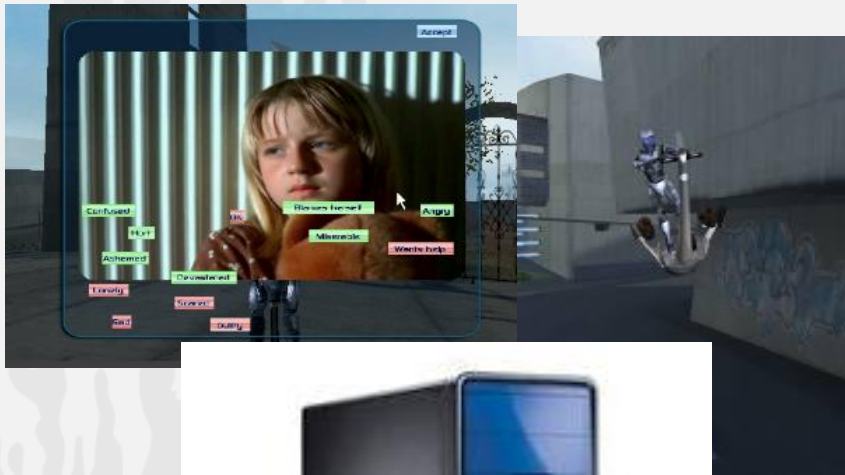 Accept
Confused
Hurt
Ashamed
OK
Blames herself
Angry
Miserable
Wants help
Devastated
Lonely
Scared
Sad
Guilty